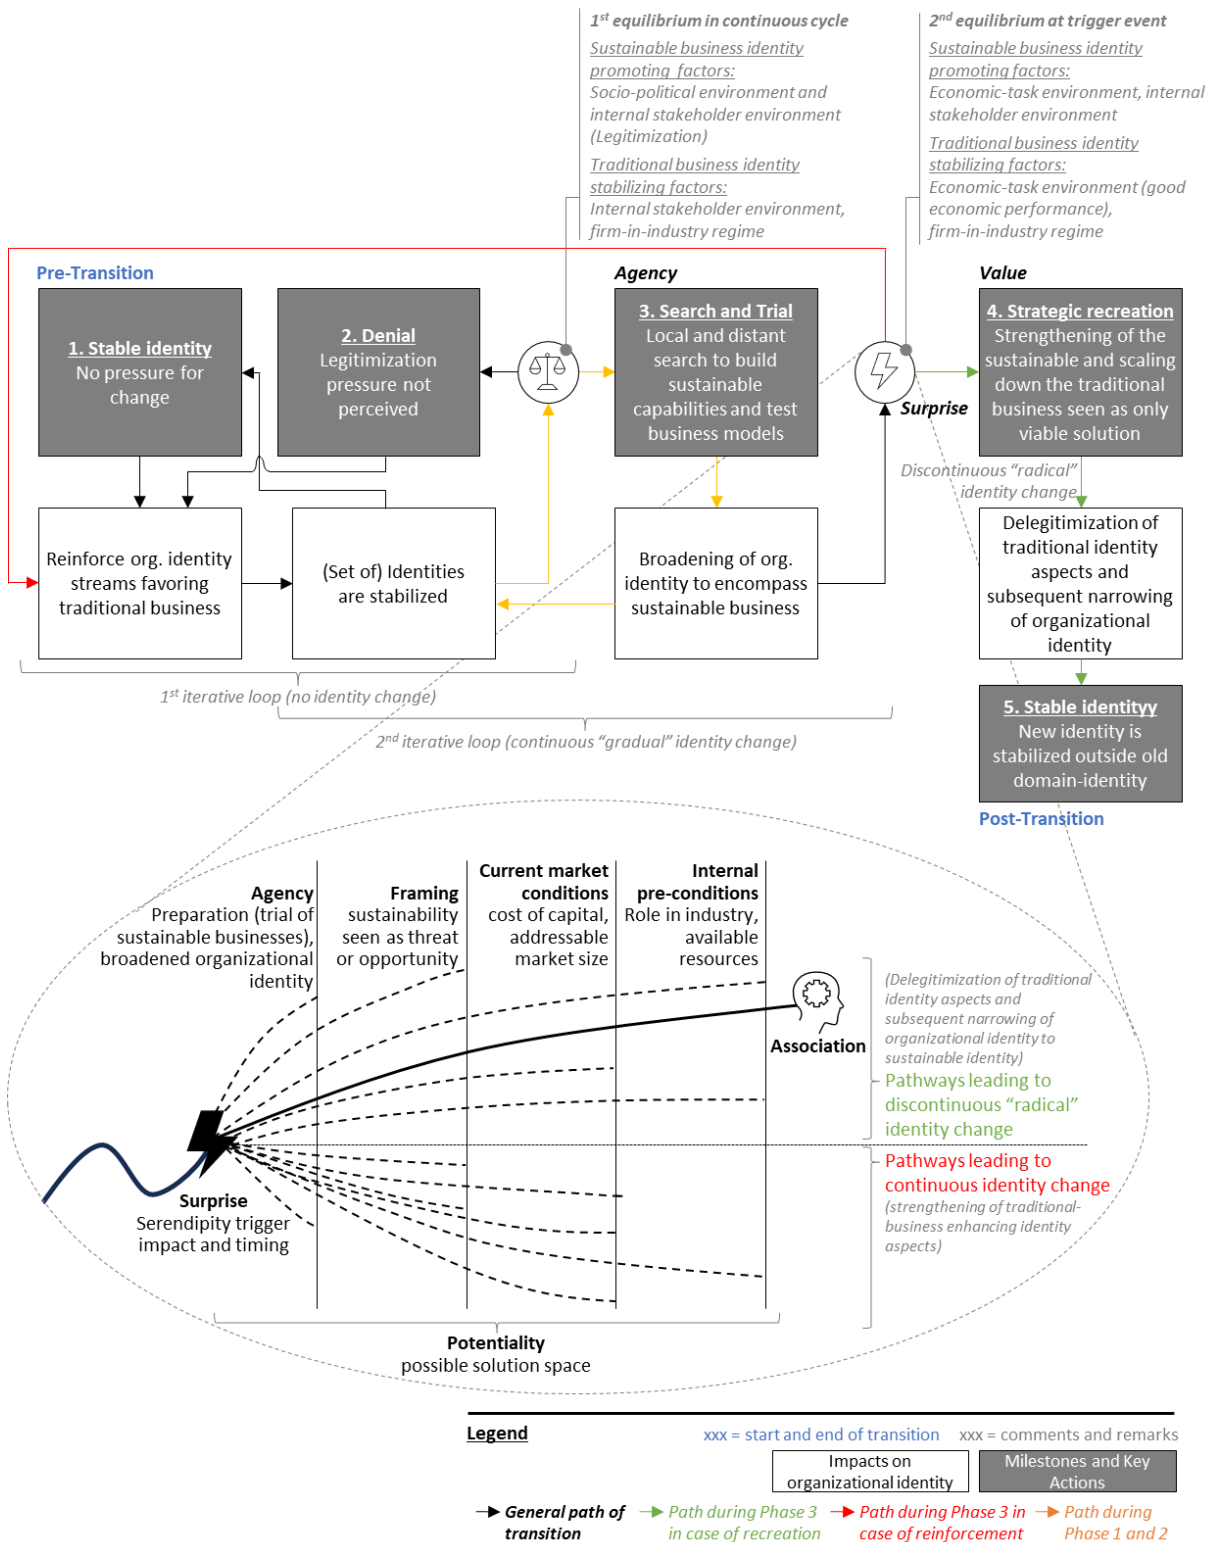 1st equilibrium in continuous cycle
Sustainable business identity
promoting factors:
Socio-political environment and
internal stakeholder environment
(Legitimization)
Traditional business identity
stabilizing factors:
Internal stakeholder environment,
firm-in-industry regime
2nd equilibrium at trigger event
Sustainable business identity
promoting factors:
Economic-task environment, internal
stakeholder environment
Traditional business identity
stabilizing factors:
Economic-task environment (good
economic performance),
firm-in-industry regime
Pre-Transition
Agency
Value
1. Stable identity
No pressure for
change
2. Denial
Legitimization
pressure not
perceived
3. Search and Trial
Local and distant
search to build
sustainable
capabilities and test
business models
Surprise
4. Strategic recreation
Strengthening of the
sustainable and scaling
down the traditional
business seen as only
viable solution
Discontinuous “radical”
identity change
Reinforce org. identity
streams favoring
traditional business
(Set of) Identities
are stabilized
Broadening of org.
identity to encompass
sustainable business
Delegitimization of
traditional identity
aspects and
subsequent narrowing
of organizational
identity
1st iterative loop (no identity change)
2nd iterative loop (continuous “gradual” identity change)
5. Stable identityy
New identity is
stabilized outside old
domain-identity
Post-Transition
Agency
Preparation (trial of
sustainable businesses),
broadened organizational
identity
Framing
sustainability
seen as threat
or opportunity
Current market
conditions
cost of capital,
addressable
market size
Internal
pre-conditions
Role in industry,
available
resources
Association
(Delegitimization of traditional
identity aspects and
subsequent narrowing of
organizational identity to
sustainable identity)
Pathways leading to
discontinuous “radical”
identity change
Pathways leading to
continuous identity change
(strengthening of traditional-
business enhancing identity
aspects)
Surprise
Serendipity trigger
impact and timing
Potentiality
possible solution space
Legend
xxx = start and end of transition
xxx = comments and remarks
Impacts on
organizational identity
Milestones and Key
Actions
General path of
transition
Path during Phase 3
in case of recreation
Path during Phase 3 in
case of reinforcement
Path during
Phase 1 and 2